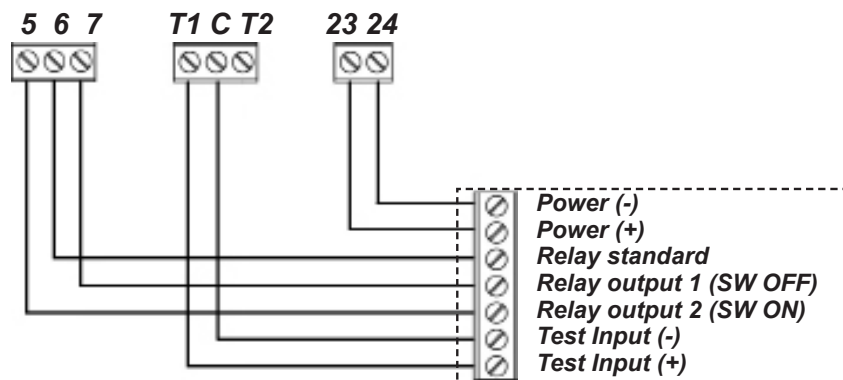 5 6 7 T1 C T2 23 24
Power (-)
Power (+)
Relay standard
Relay output 1 (SW OFF)
Relay output 2 (SW ON)
Test Input (-)
Test Input (+)